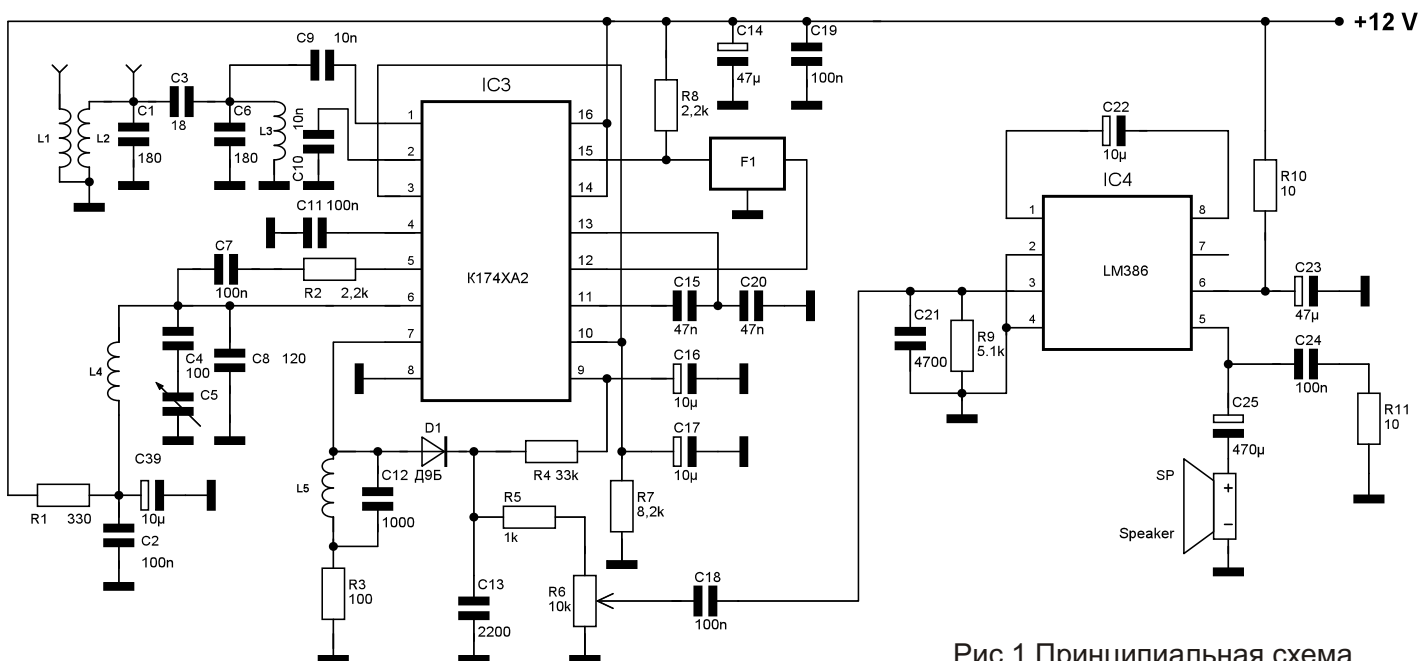 +12 V
C9 10n
C14
47µ
C19
100n
IC3
C3
18
C1
180
C6
180
L1
L2
L3
10n
C10
R8
2,2k
F1
C22
10µ
IC4
R10
10
1
2
3
4
5
6
7
8
16
15
14
13
12
11
10
9
К174ХА2
C11 100n
C7
100n
R2 2,2k
C15
47n
C20
47n
C4
100
C8 120
C5
L4
C16
10µ
C17
10µ
1
2
3
4
8
7
6
5
LM386
C21
4700
R9
5.1k
C23
47µ
C24
100n
C25
470µ
R11
10
D1
Д9Б
C39
10µ
R1 330
C2
100n
L5
C12
1000
R4 33k
R5
1k
R7
8,2k
R3
100
C13
2200
R6
10k
C18
100n
SP
+
−
Speaker
Рис.1 Принципиальная схема